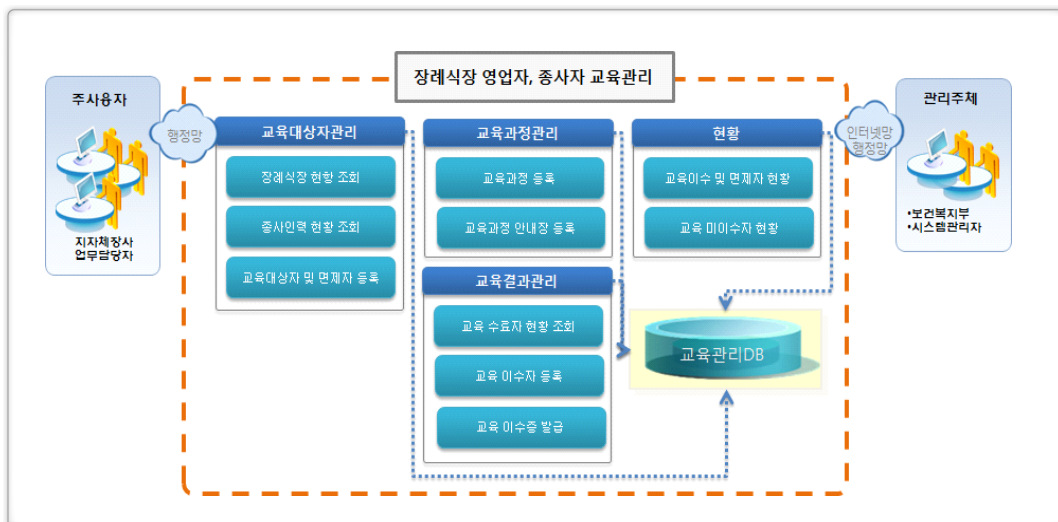 장례식장 영업자, 종사자 교육관리
주사용자
행정망
지자체장사
업무담당자
교육대상자관리
장례식장 현황 조회
종사인력 현황 조회
교육대상자 및 면제자 등록
교육과정관리
교육과정 등록
교육과정 안내장 등록
교육결과관리
교육 수료자 현황 조회
교육 이수자 등록
교육 이수증 발급
현황
교육이수 및 면제자 현황
교육 미이수자 현황
교육관리DB
인터넷망
행정망
관리주체
•보건복지부
•시스템관리자